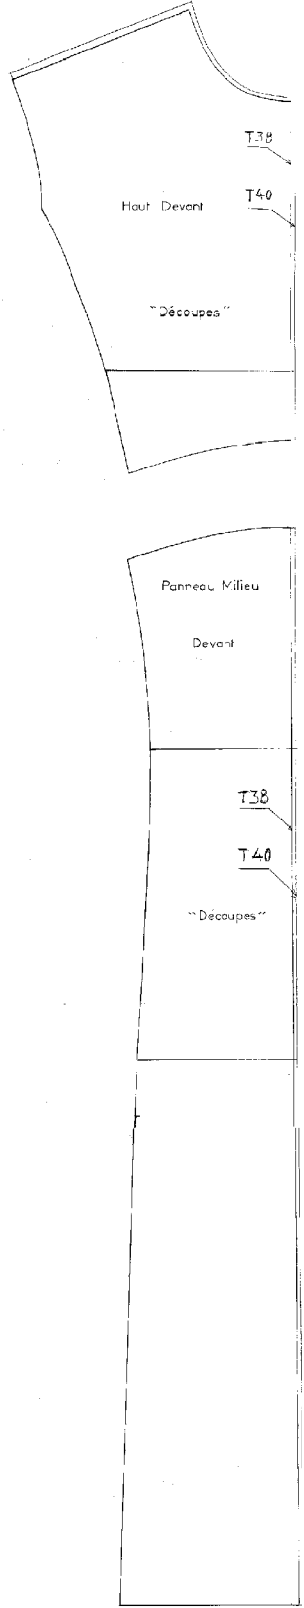 T38
T40
Haut Devant
"Découpes"
Panneau Milieu
Devant
T38
T40
"Découpes"